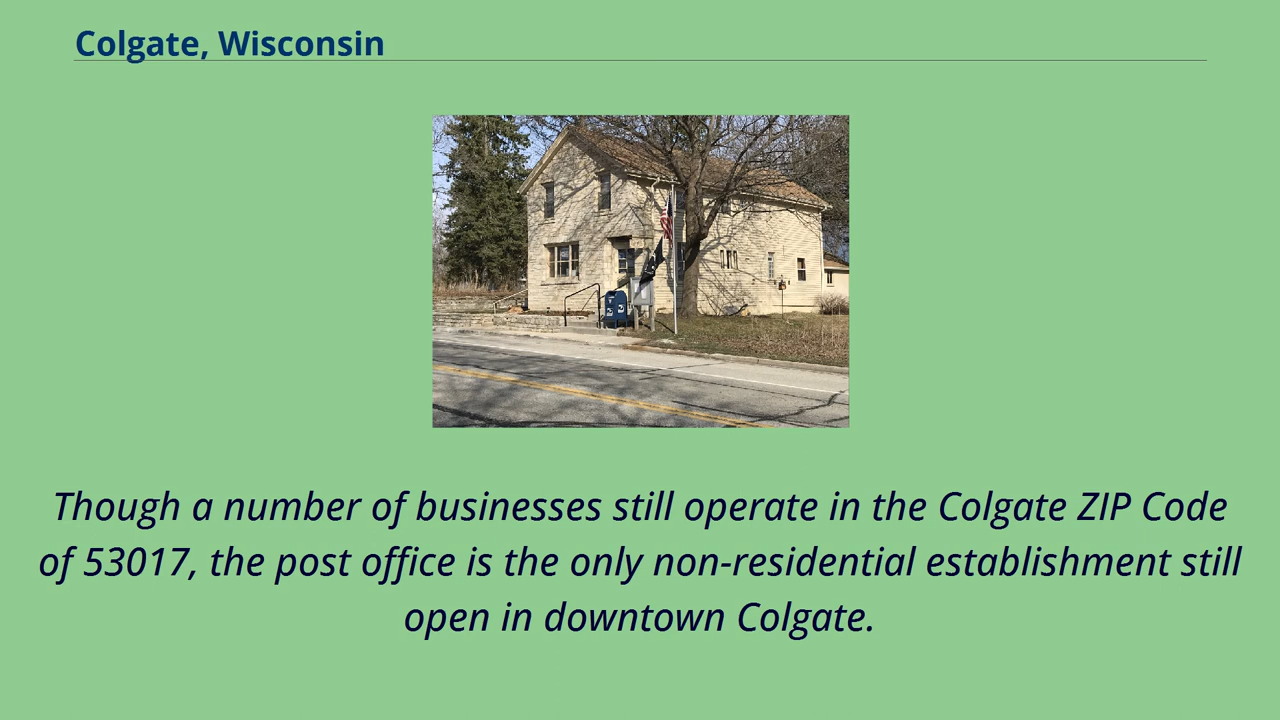 Colgate, Wisconsin
Though a number of businesses still operate in the Colgate ZIP Code
of 53017, the post office is the only non-residential establishment still
open in downtown Colgate.